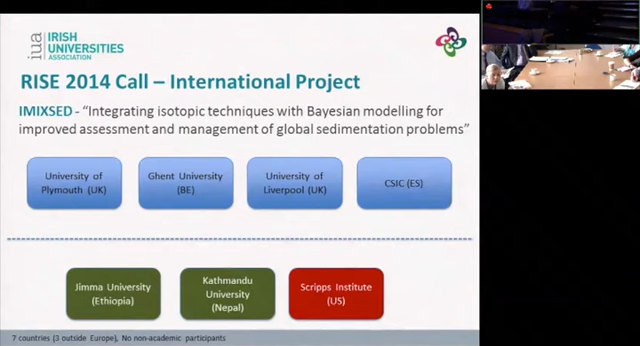 iua
IRISH
UNIVERSITIES
ASSOCIATION
RISE 2014 Call – International Project
IMIXSED - “Integrating isotopic techniques with Bayesian modelling for
improved assessment and management of global sedimentation problems”
University of
Plymouth (UK)
Ghent University
(BE)
University of
Liverpool (UK)
CSIC (ES)
Jimma University
(Ethiopia)
Kathmandu
University
(Nepal)
Scripps Institute
(US)
7 countries (3 outside Europe), No non-academic participants